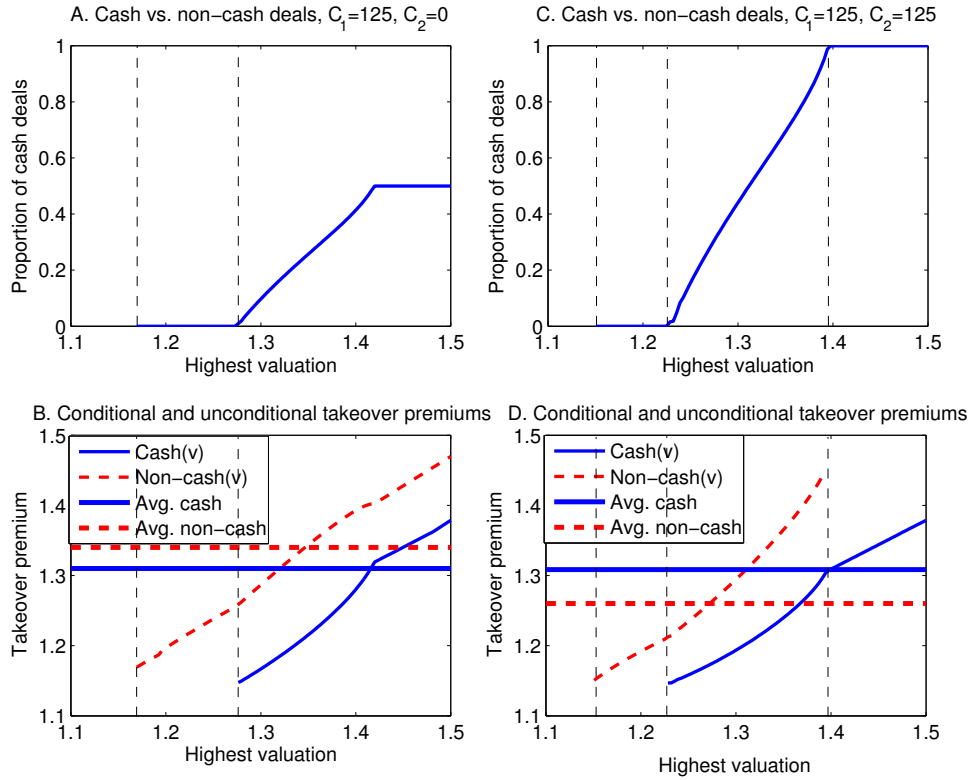 A. Cash vs. non−cash deals, C1=125, C2=0
Proportion of cash deals
1
0.8
0.6
0.4
0.2
0
1.1 1.2 1.3 1.4 1.5
Highest valuation
C. Cash vs. non−cash deals, C1=125, C2=125
Proportion of cash deals
1
0.8
0.6
0.4
0.2
0
1.1 1.2 1.3 1.4 1.5
Highest valuation
B. Conditional and unconditional takeover premiums
Takeover premium
1.5
1.4
1.3
1.2
1.1
Cash(v)
Non−cash(v)
Avg. cash
Avg. non−cash
1.1 1.2 1.3 1.4 1.5
Highest valuation
D. Conditional and unconditional takeover premiums
Takeover premium
1.5
1.4
1.3
1.2
1.1
Cash(v)
Non−cash(v)
Avg. cash
Avg. non−cash
1.1 1.2 1.3 1.4 1.5
Highest valuation